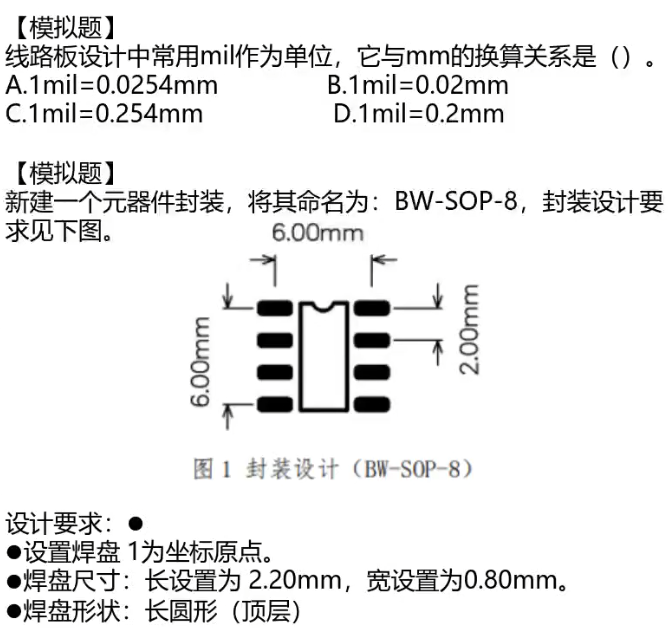 【模拟题】
线路板设计中常用mil作为单位，它与mm的换算关系是（）。
A.1mil=0.0254mm B.1mil=0.02mm
C.1mil=0.254mm D.1mil=0.2mm
【模拟题】
新建一个元器件封装，将其命名为：BW-SOP-8，封装设计要
求见下图。
6.00mm
6.00mm
2.00mm
图 1 封装设计（BW-SOP-8）
设计要求：●
●设置焊盘 1为坐标原点。
●焊盘尺寸：长设置为 2.20mm，宽设置为0.80mm。
●焊盘形状：长圆形（顶层）